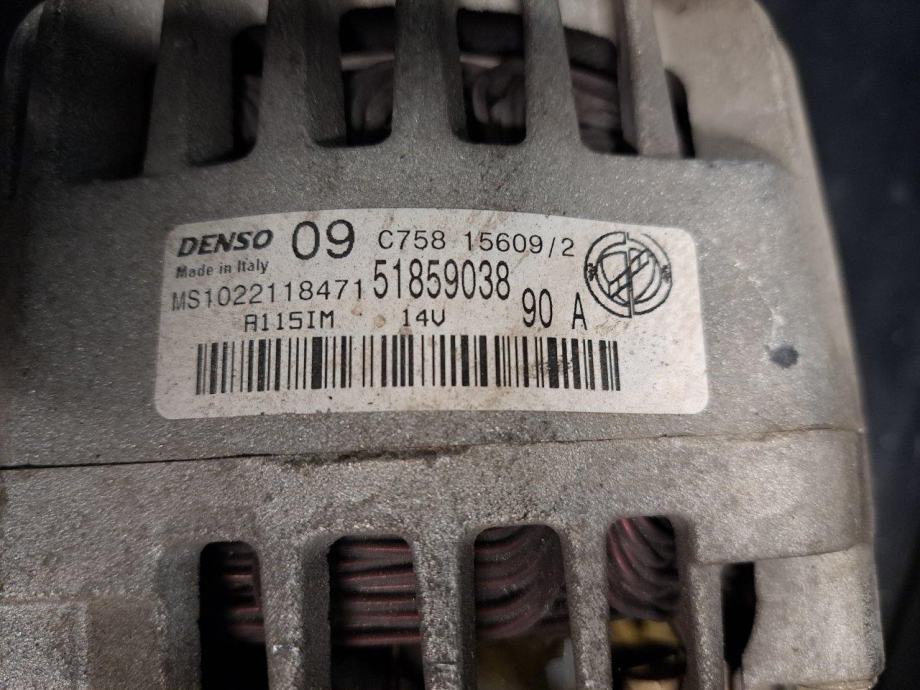 DENSO 09 C758 15609/2
Made in Italy
MS1022118471 51859038
A115IM 14V 90 A